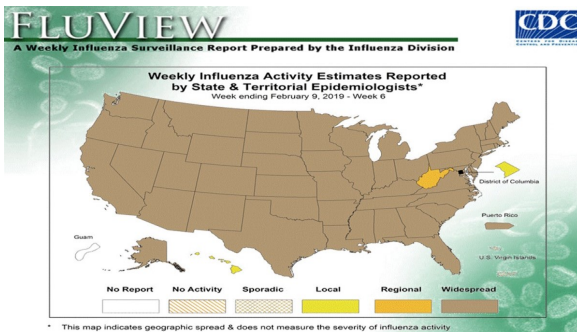 FLUVIEW
CDC
A Weekly Influenza Surveillance Report Prepared by the Influenza Division
Weekly Influenza Activity Estimates Reported
by State & Territorial Epidemiologists*
Week ending February 9, 2019 - Week 6
District of Columbia
Puerto Rico
Guam
U.S. Virgin Islands
No Report No Activity Sporadic Local Regional Widespread
* This map indicates geographic spread & does not measure the severity of influenza activity